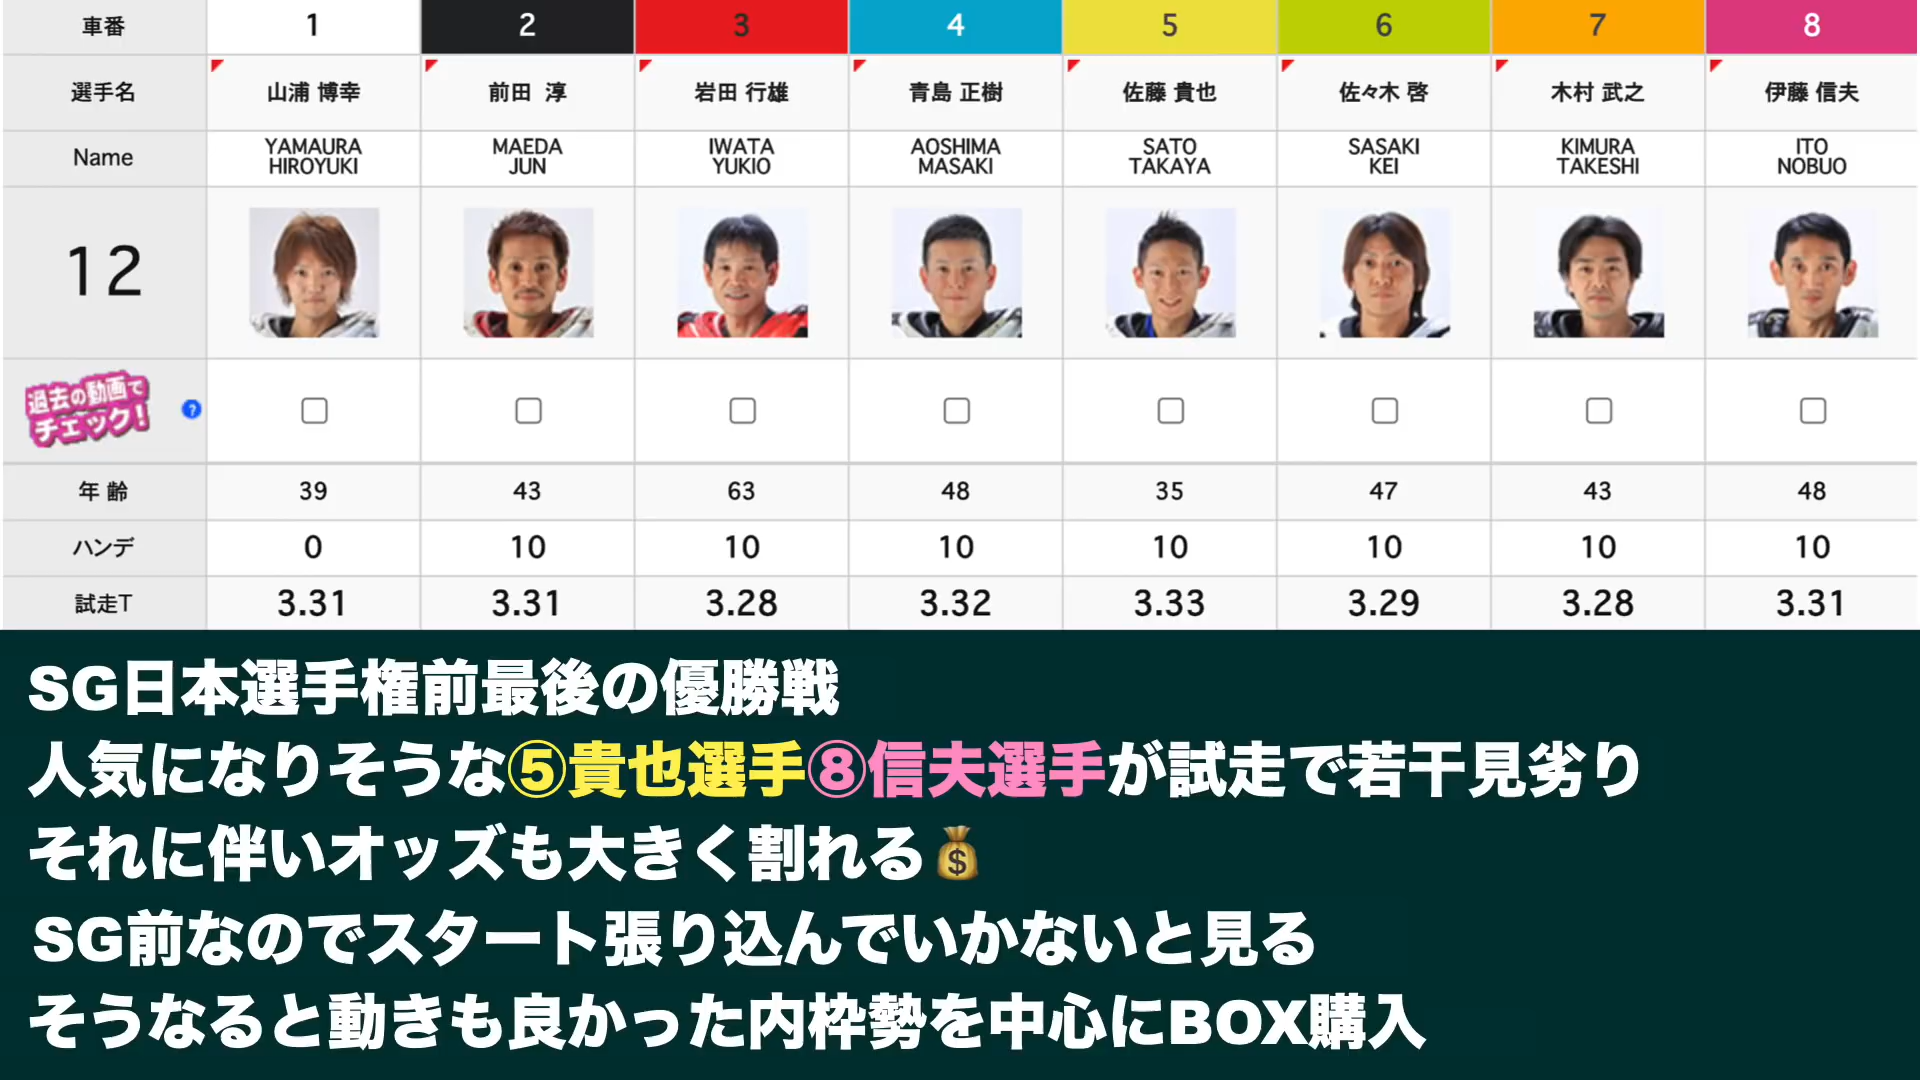 車番 1 2 3 4 5 6 7 8
選手名 山浦 博幸 前田 淳 岩田 行雄 青島 正樹 佐藤 貴也 佐々木 啓 木村 武之 伊藤 信夫
Name YAMAURA HIROYUKI MAEDA JUN IWATA YUKIO AOSHIMA MASAKI SATO TAKAYA SASAKI KEI KIMURA TAKESHI ITO NOBUO
12
過去の動画で
チェック! ?
年齢 39 43 63 48 35 47 43 48
ハンデ 0 10 10 10 10 10 10 10
試走T 3.31 3.31 3.28 3.32 3.33 3.29 3.28 3.31
SG日本選手権前最後の優勝戦
人気になりそうな⑤貴也選手⑧信夫選手が試走で若干見劣り
それに伴いオッズも大きく割れる💰
SG前なのでスタート張り込んでいかないと見る
そうなると動きも良かった内枠勢を中心にBOX購入